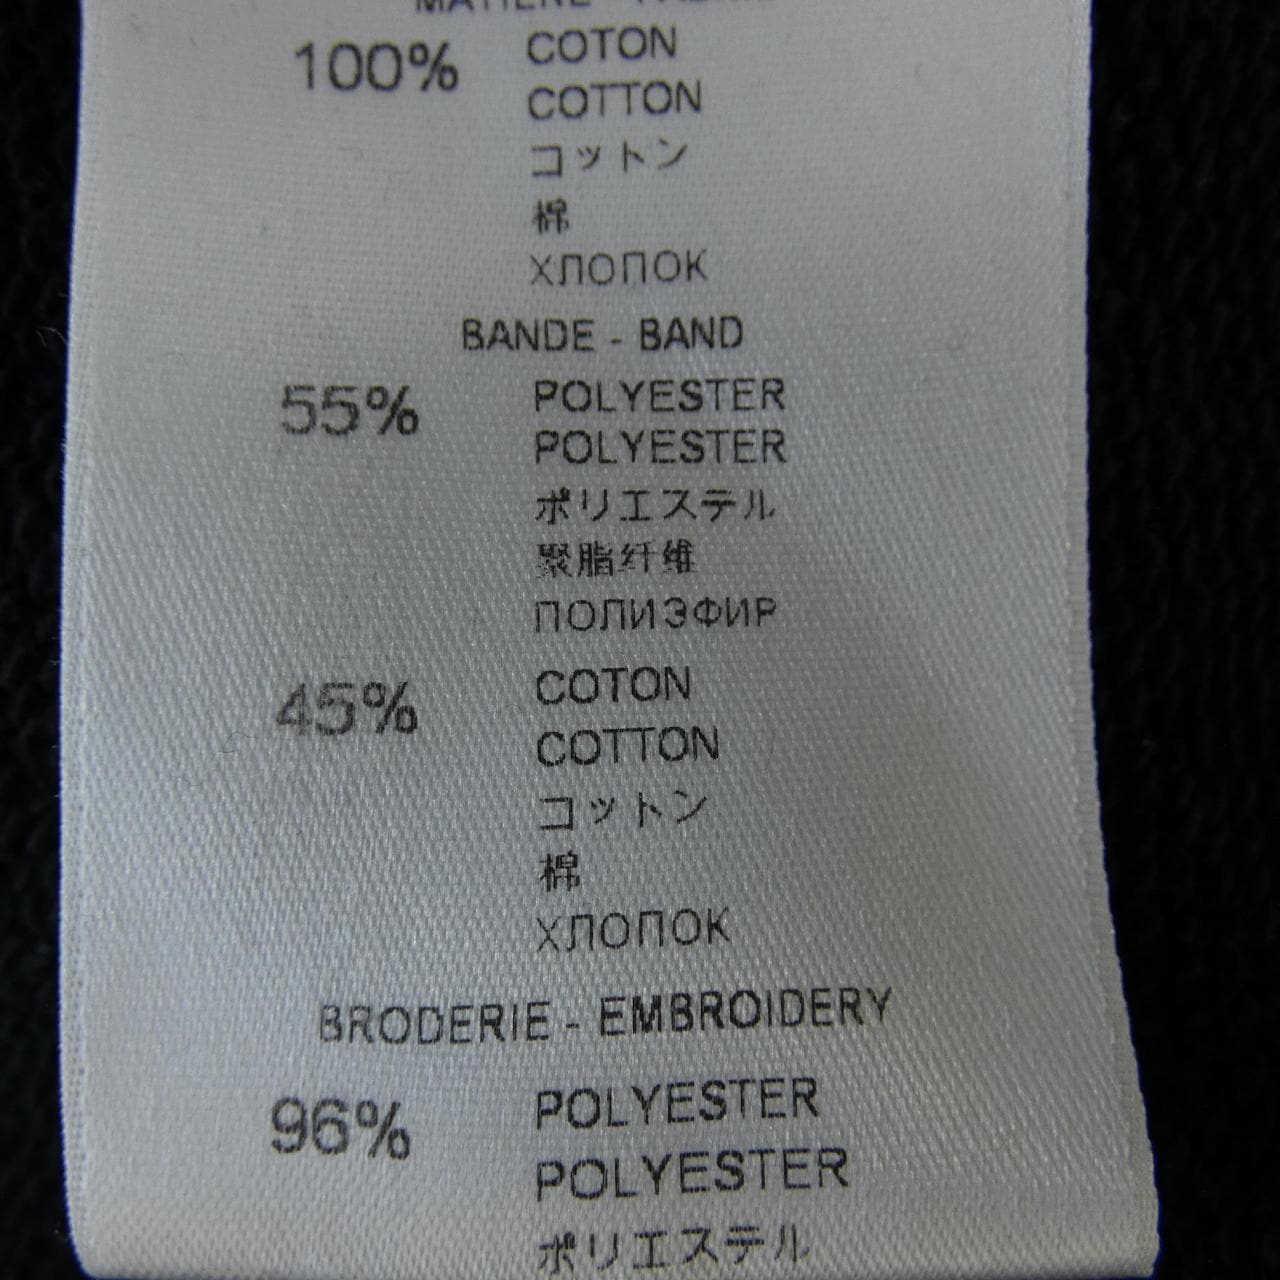 100% COTON
COTTON
コットン
棉
ХЛОПОК
BANDE - BAND
55% POLYESTER
POLYESTER
ポリエステル
聚脂纤维
ПОЛИЭФИР
45% COTON
COTTON
コットン
棉
ХЛОПОК
BRODERIE - EMBROIDERY
96% POLYESTER
POLYESTER
ポリエステル